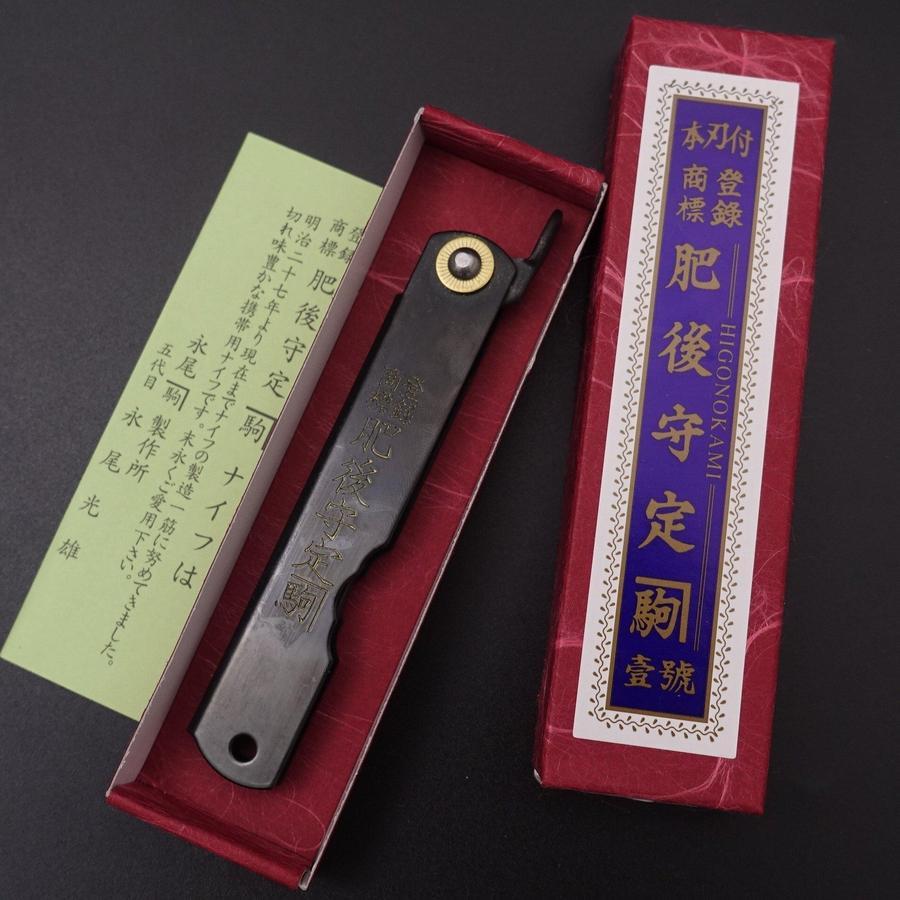 登録
商標
肥後守定駒ナイフは
明治二十七年より現在までナイフの製造一筋に努めてきました。
切れ味豊かな携帯用ナイフです。末永くご愛用下さい。
永尾駒製作所
五代目 永尾光雄
登録
商標
肥後守定駒
本刃付
登錄
商標
肥後守定駒
HIGONOKAMI
壹號